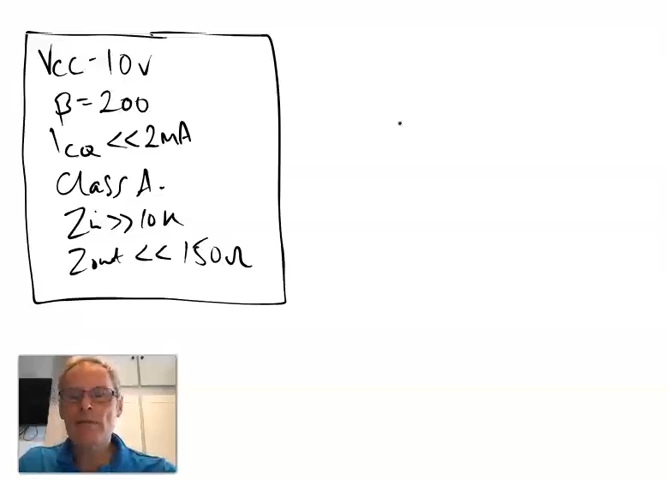 Vcc - 10v
β = 200
Icq << 2mA
Class A.
Zi >> 10k
Zout << 150Ω